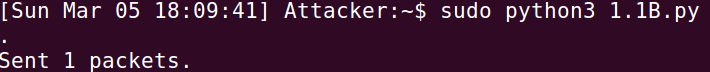 [Sun Mar 05 18:09:41] Attacker:~$ sudo python3 1.1B.py
.
Sent 1 packets.